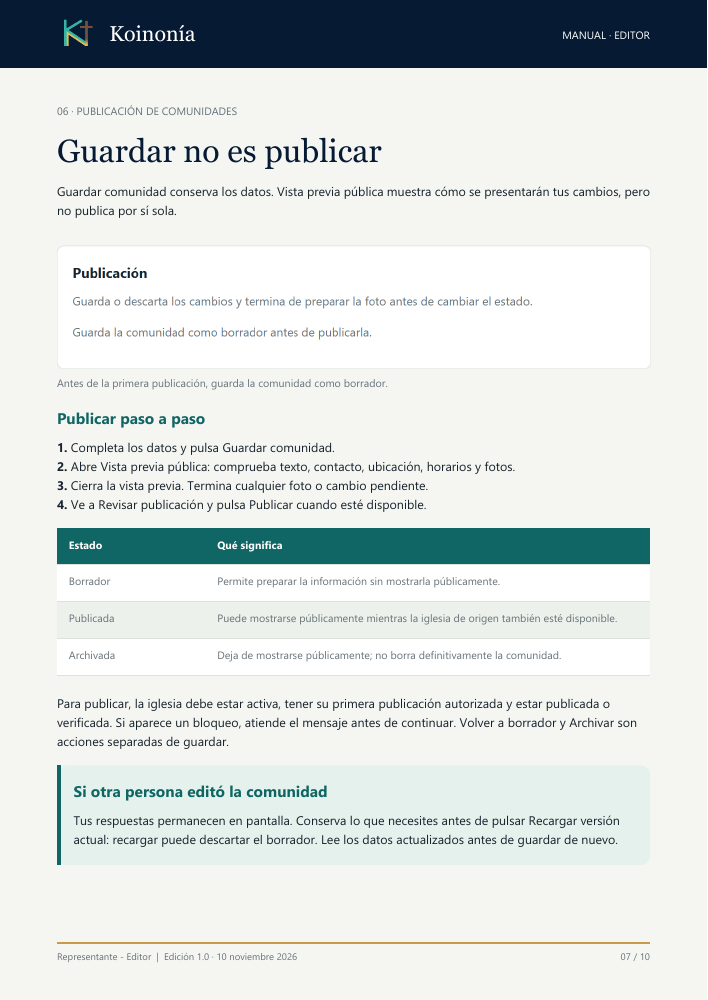 Koinonía
MANUAL · EDITOR
06 · PUBLICACIÓN DE COMUNIDADES
Guardar no es publicar
Guardar comunidad conserva los datos. Vista previa pública muestra cómo se presentarán tus cambios, pero
no publica por sí sola.
Publicación
Guarda o descarta los cambios y termina de preparar la foto antes de cambiar el estado.
Guarda la comunidad como borrador antes de publicarla.
Antes de la primera publicación, guarda la comunidad como borrador.
Publicar paso a paso
1. Completa los datos y pulsa Guardar comunidad.
2. Abre Vista previa pública: comprueba texto, contacto, ubicación, horarios y fotos.
3. Cierra la vista previa. Termina cualquier foto o cambio pendiente.
4. Ve a Revisar publicación y pulsa Publicar cuando esté disponible.
Estado Qué significa
Borrador Permite preparar la información sin mostrarla públicamente.
Publicada Puede mostrarse públicamente mientras la iglesia de origen también esté disponible.
Archivada Deja de mostrarse públicamente; no borra definitivamente la comunidad.
Para publicar, la iglesia debe estar activa, tener su primera publicación autorizada y estar publicada o
verificada. Si aparece un bloqueo, atiende el mensaje antes de continuar. Volver a borrador y Archivar son
acciones separadas de guardar.
Si otra persona editó la comunidad
Tus respuestas permanecen en pantalla. Conserva lo que necesites antes de pulsar Recargar versión
actual: recargar puede descartar el borrador. Lee los datos actualizados antes de guardar de nuevo.
Representante - Editor | Edición 1.0 · 10 noviembre 2026
07 / 10